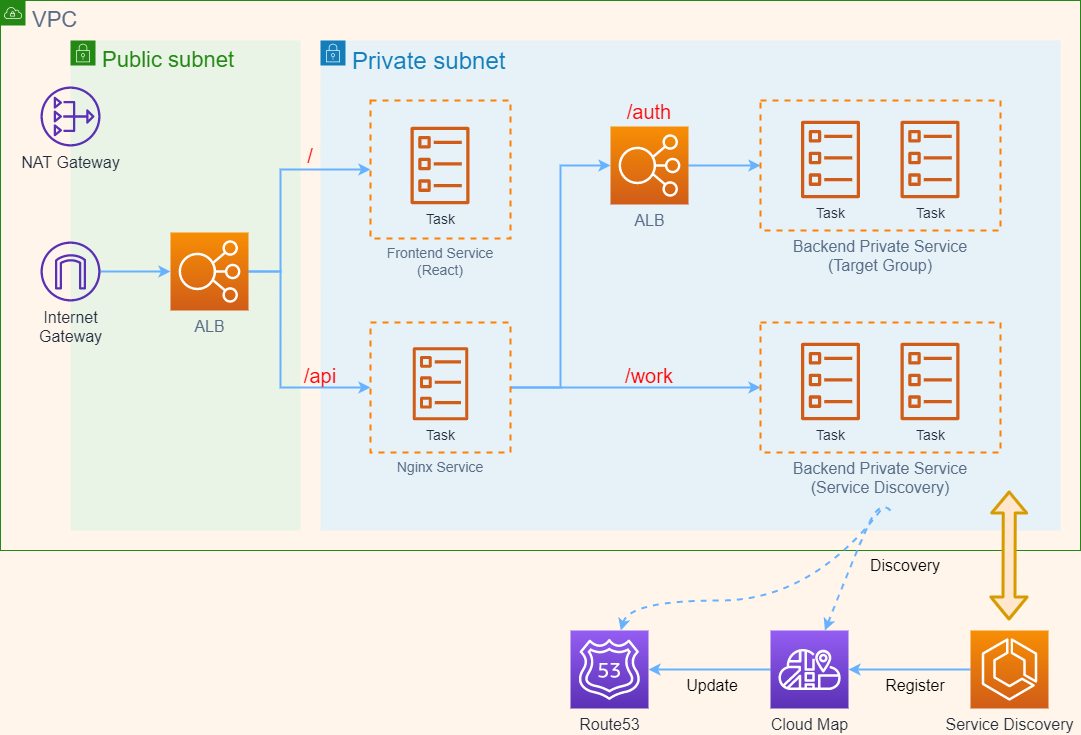 VPC
Public subnet
Private subnet
NAT Gateway
Internet
Gateway
ALB
/
/api
Task
Frontend Service
(React)
Task
Nginx Service
/auth
ALB
/work
Task
Task
Backend Private Service
(Target Group)
Task
Task
Backend Private Service
(Service Discovery)
Discovery
53
Route53
Update
Cloud Map
Register
Service Discovery